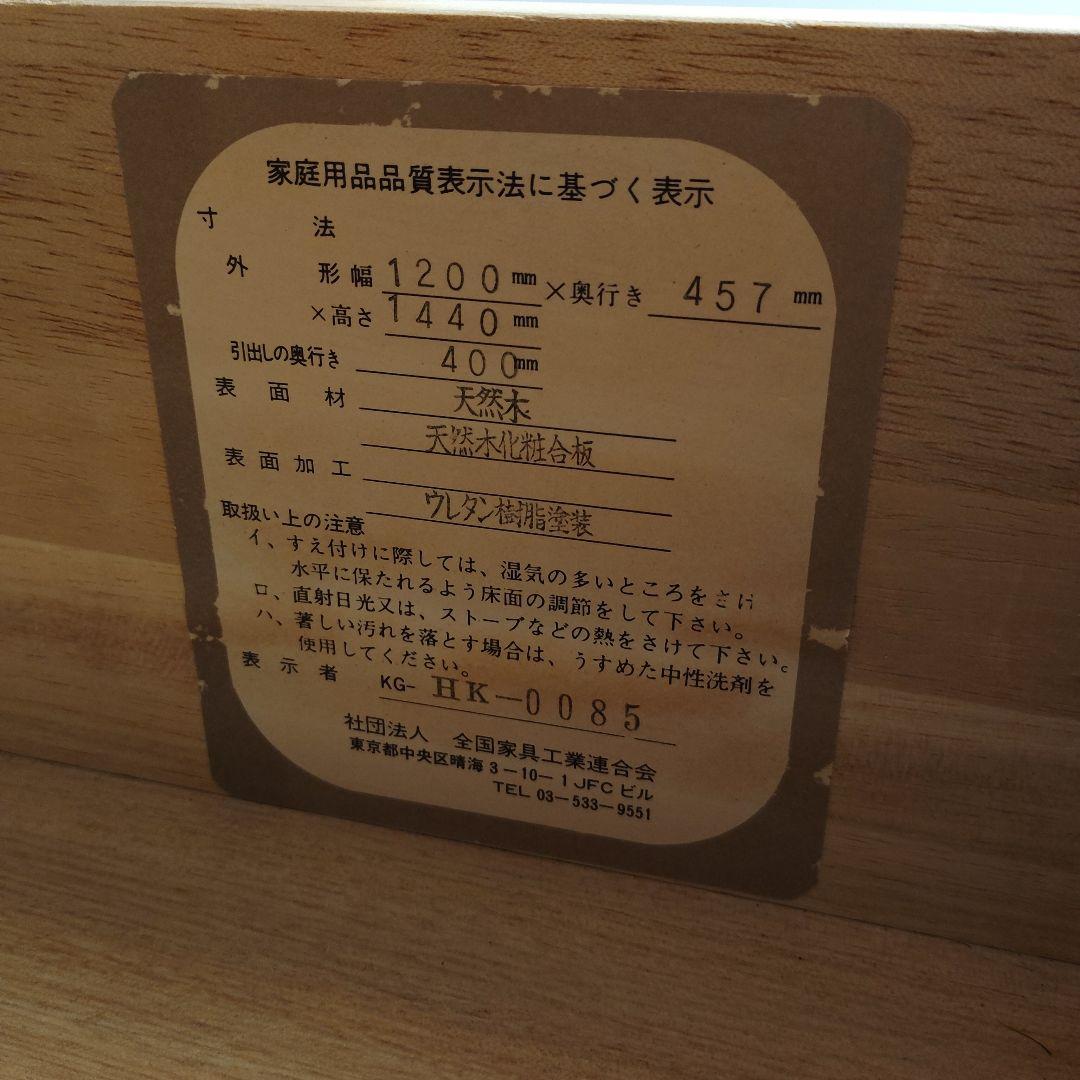 家庭用品品質表示法に基づく表示
寸法
外形幅 1200mm ×奥行き 457mm
×高さ 1440mm
引出しの奥行き 400mm
表面材 天然木
天然木化粧合板
表面加工
ウレタン樹脂塗装
取扱い上の注意
イ、すえ付けに際しては、湿気の多いところをさけ
水平に保たれるよう床面の調節をして下さい。
ロ、直射日光又は、ストーブなどの熱をさけて下さい。
ハ、著しい汚れを落とす場合は、うすめた中性洗剤を
使用してください。
表示者 KG-HK-0085
社団法人 全国家具工業連合会
東京都中央区晴海3-10-1JFCビル
TEL 03-533-9551